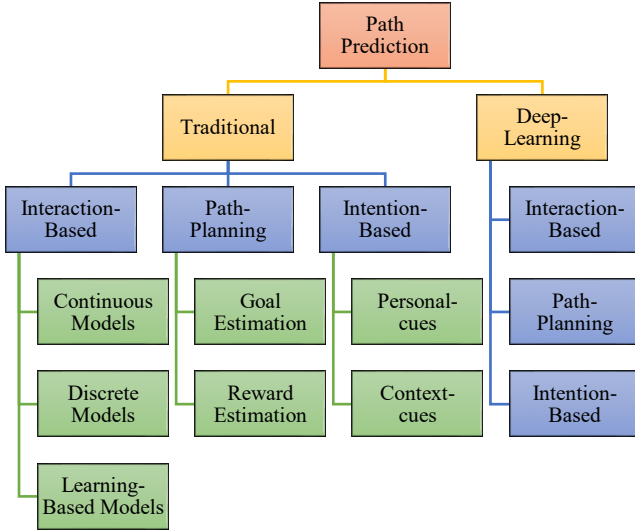 Path
Prediction
Traditional
Deep-
Learning
Interaction-
Based
Path-
Planning
Intention-
Based
Interaction-
Based
Continuous
Models
Goal
Estimation
Personal-
cues
Path-
Planning
Discrete
Models
Reward
Estimation
Context-
cues
Intention-
Based
Learning-
Based Models